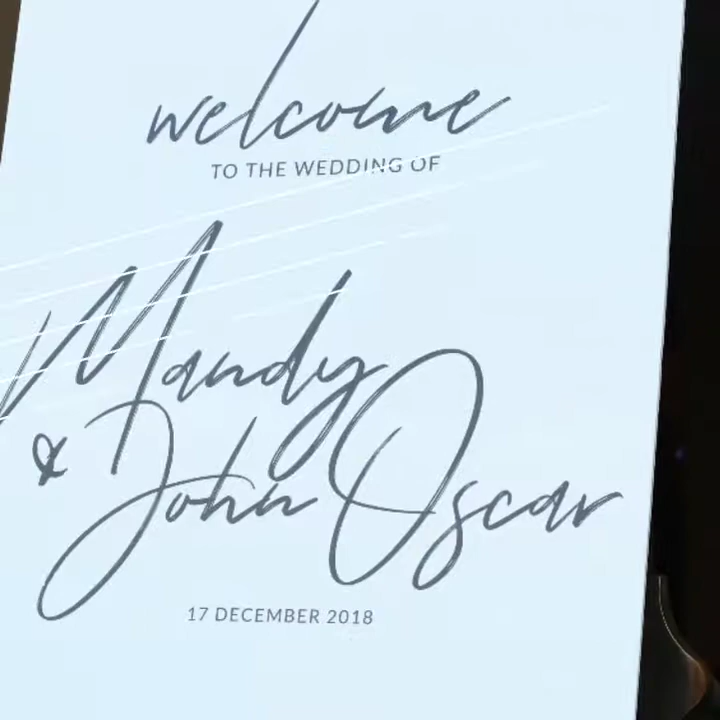 welcome
TO THE WEDDING OF
Mandy
& John Oscar
17 DECEMBER 2018